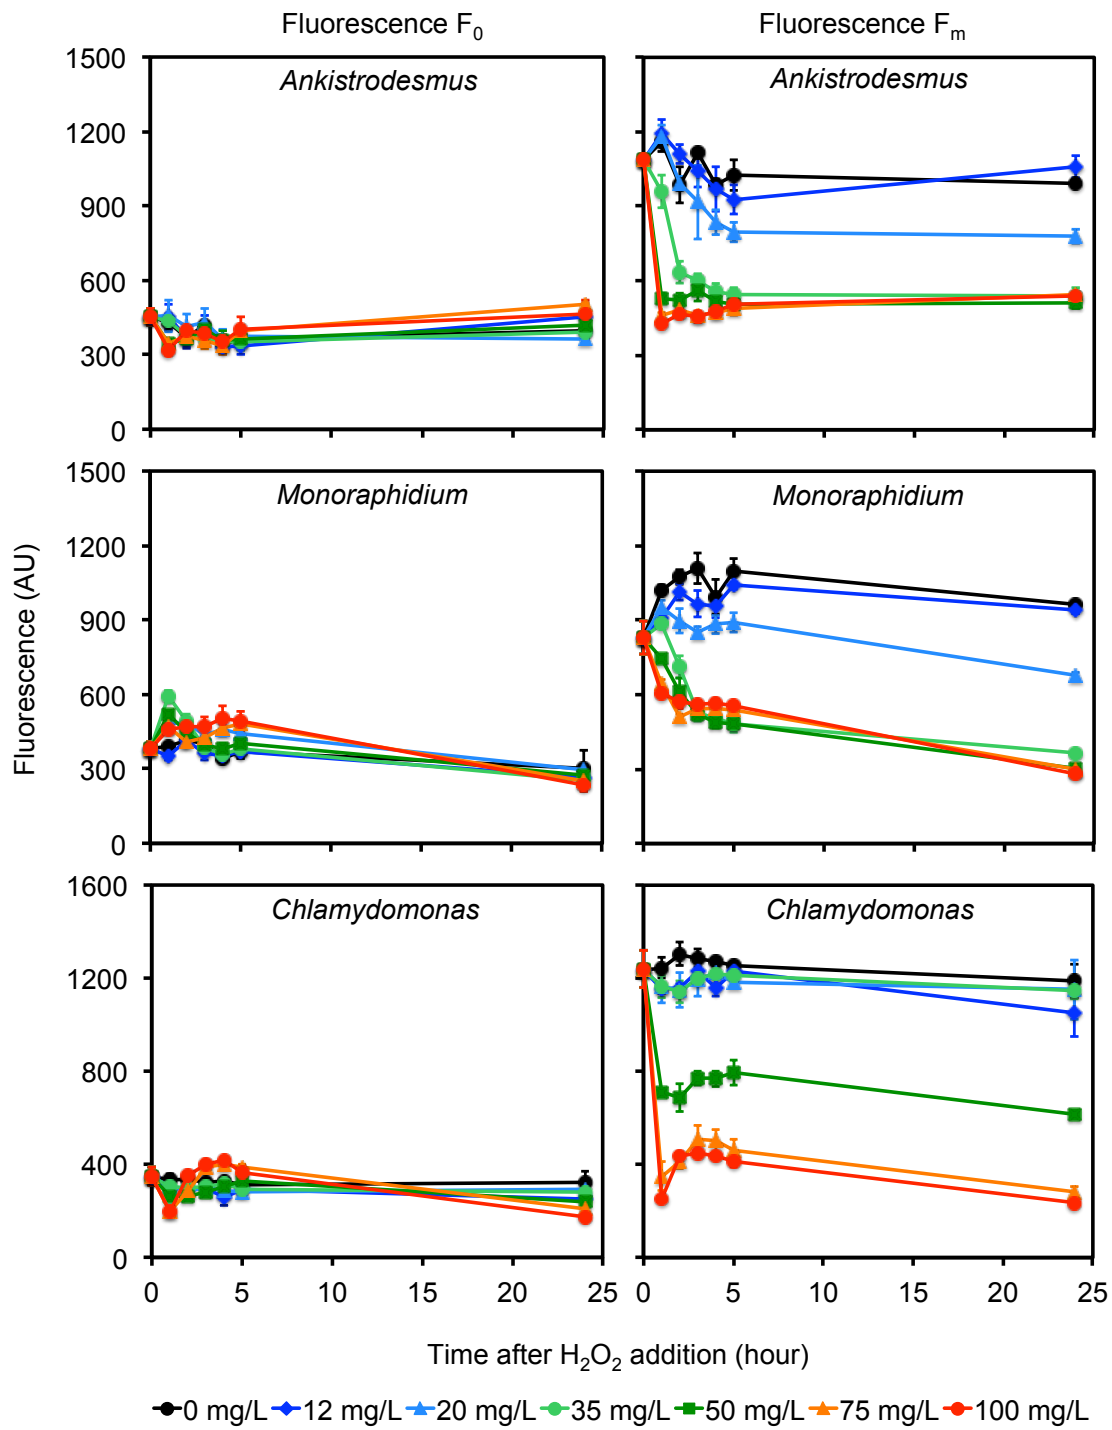 Fluorescence F₀ Fluorescence Fₘ
1500 Ankistrodesmus Ankistrodesmus
1200
900
600
300
0
1500 Monoraphidium Monoraphidium
1200
900
600
300
0
Fluorescence (AU)
1600 Chlamydomonas Chlamydomonas
1200
800
400
0
0 5 10 15 20 25 0 5 10 15 20 25
Time after H₂O₂ addition (hour)
0 mg/L 12 mg/L 20 mg/L 35 mg/L 50 mg/L 75 mg/L 100 mg/L